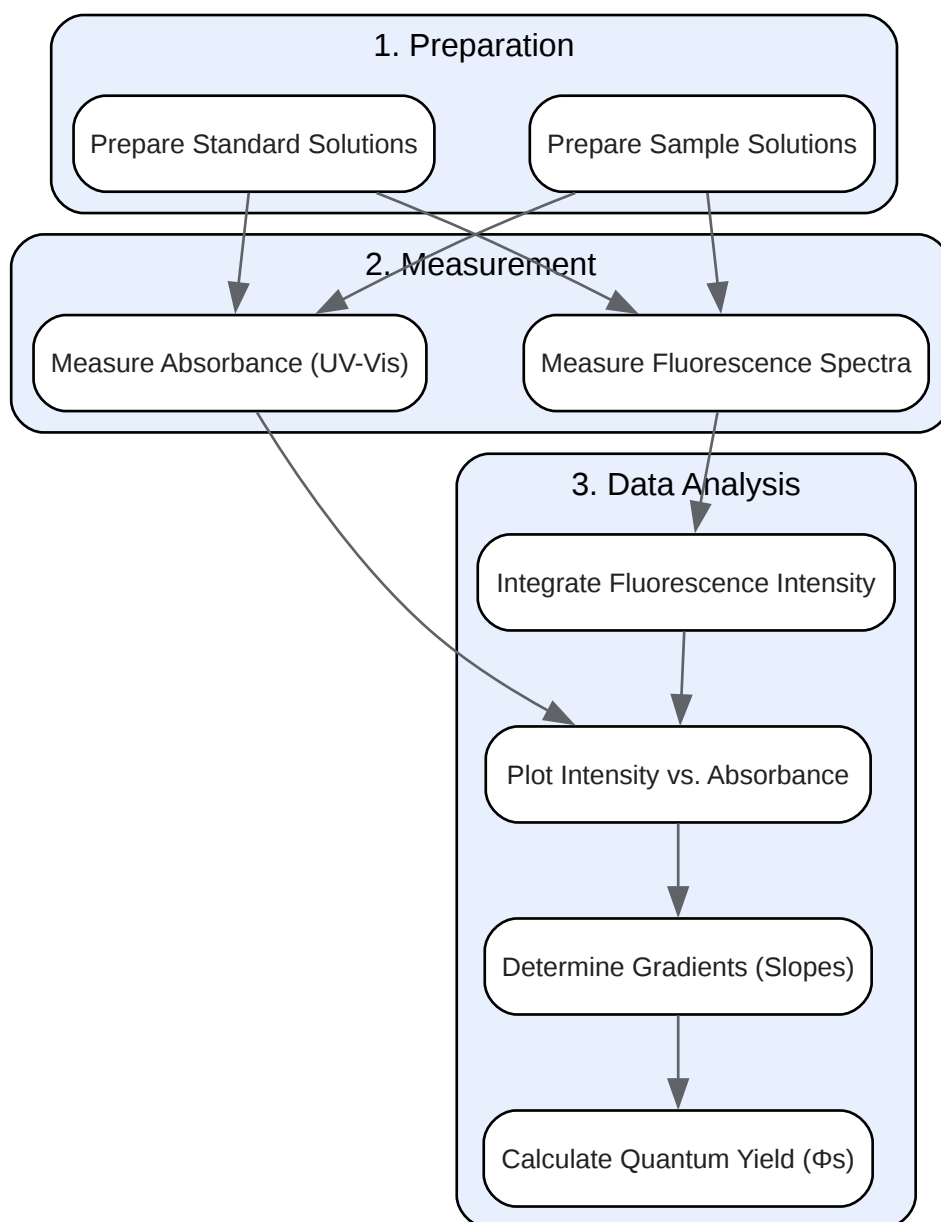 1. Preparation
Prepare Standard Solutions
Prepare Sample Solutions
2. Measurement
Measure Absorbance (UV-Vis)
Measure Fluorescence Spectra
3. Data Analysis
Integrate Fluorescence Intensity
Plot Intensity vs. Absorbance
Determine Gradients (Slopes)
Calculate Quantum Yield (Φs)